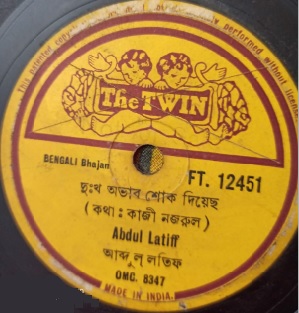 The TWIN
BENGALI Bhajan
FT. 12451
দুঃখ অভাব শোক দিয়েছ
( কথা : কাজী নজরুল )
Abdul Latiff
আব্দুল লতিফ
OMC. 8347
MADE IN INDIA.